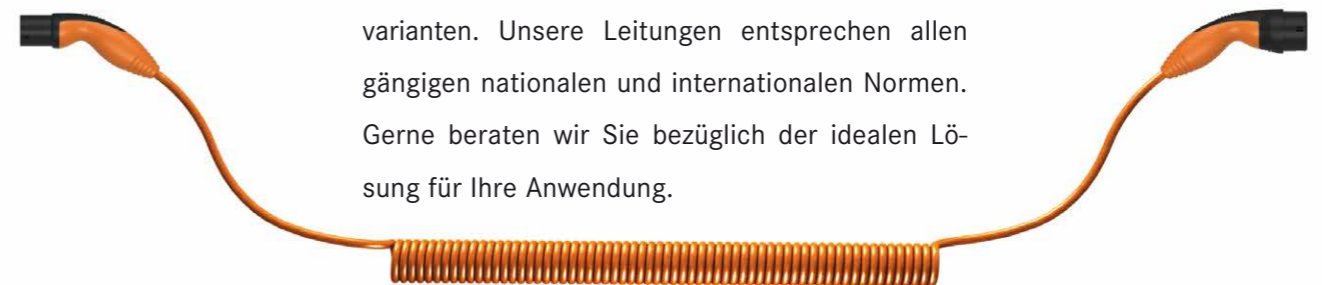 varianten. Unsere Leitungen entsprechen allen
gängigen nationalen und internationalen Normen.
Gerne beraten wir Sie bezüglich der idealen Lö-
sung für Ihre Anwendung.